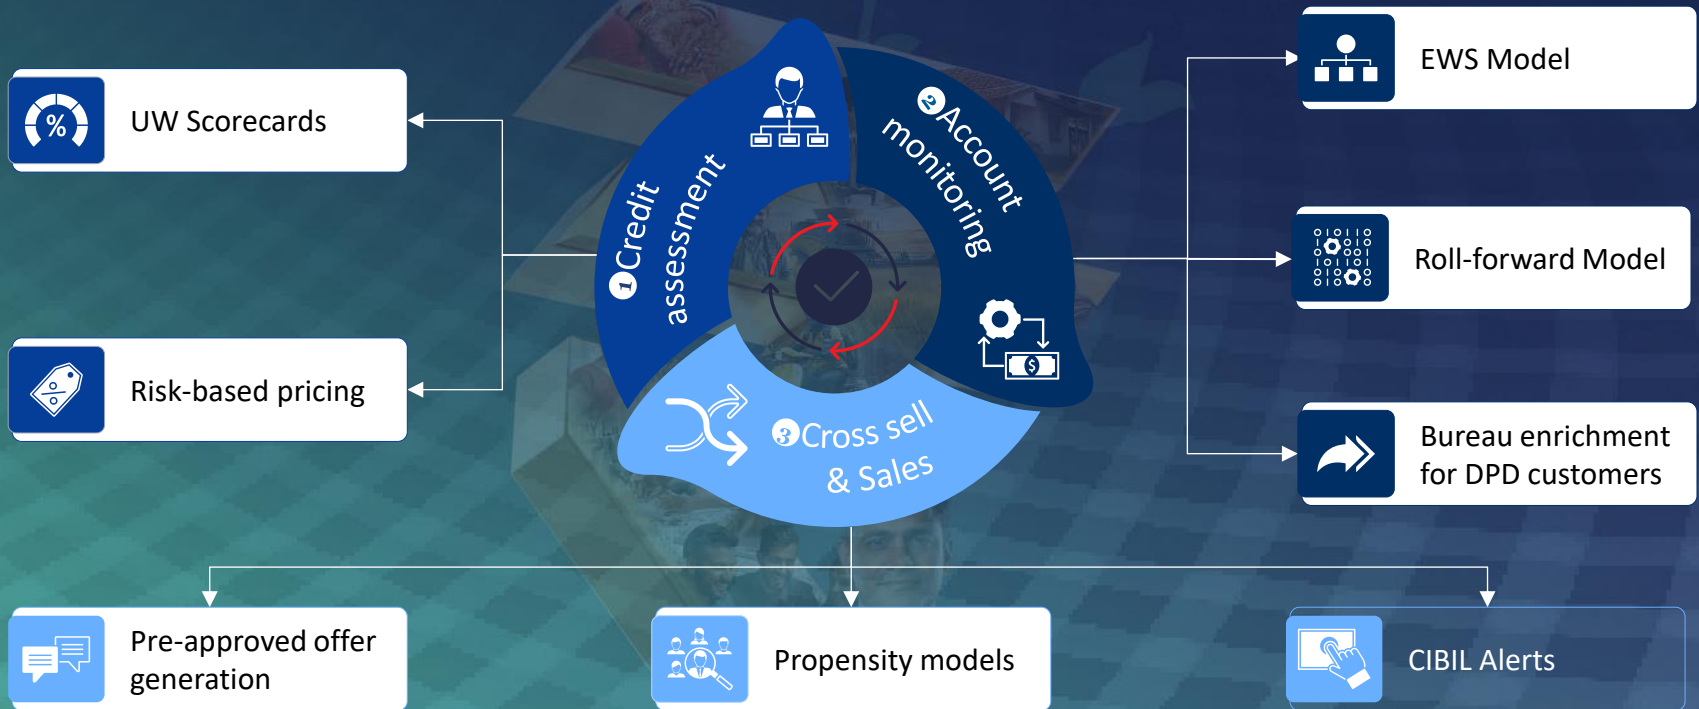 UW Scorecards
Risk-based pricing
1 Credit
assessment
2 Account
monitoring
3 Cross sell
& Sales
EWS Model
Roll-forward Model
Bureau enrichment
for DPD customers
Pre-approved offer
generation
Propensity models
CIBIL Alerts